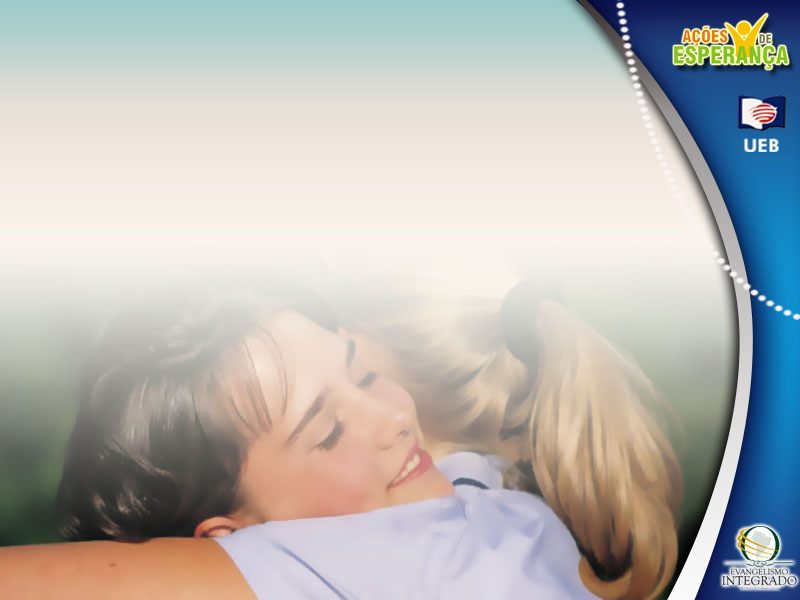 AÇÕES DE
ESPERANÇA
UEB
EVANGELISMO
INTEGRADO